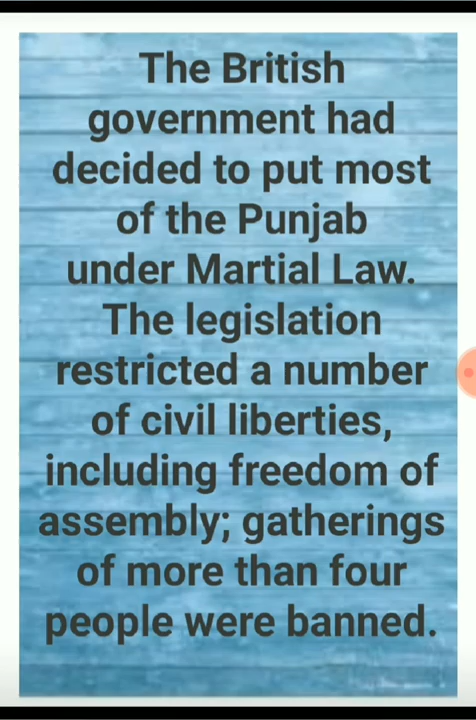 The British
government had
decided to put most
of the Punjab
under Martial Law.
The legislation
restricted a number
of civil liberties,
including freedom of
assembly; gatherings
of more than four
people were banned.